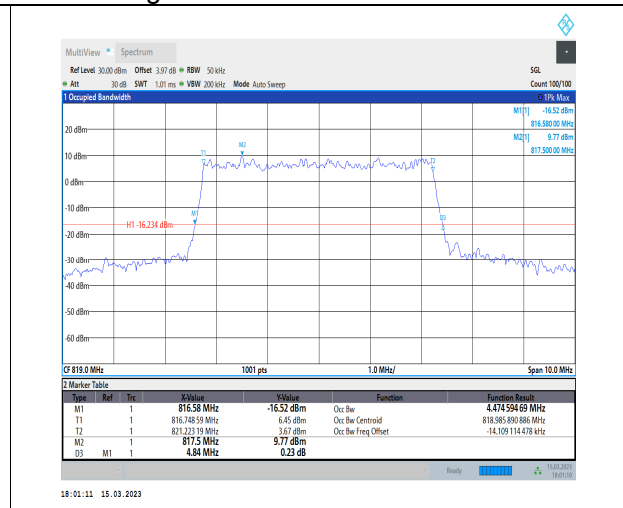 MultiView Spectrum
Ref Level 30.00 dBm Offset 3.97 dB RBW 50 kHz SGL
Att 30 dB SWT 1.01 ms VBW 200 kHz Mode Auto Sweep Count 100/100
1 Occupied Bandwidth 1Pk Max
M1[1] -16.52 dBm
816.58000 MHz
M2[1] 9.77 dBm
817.50000 MHz
20 dBm
M2
T1
T2
10 dBm
0 dBm
-10 dBm
M1
D3
H1 -16.234 dBm
-20 dBm
-30 dBm
-40 dBm
-50 dBm
-60 dBm
CF 819.0 MHz 1001 pts 1.0 MHz/ Span 10.0 MHz
2 Marker Table
Type Ref Trc X-Value Y-Value Function Function Result
M1 1 816.58 MHz -16.52 dBm Occ Bw 4.474 594 69 MHz
T1 1 816.748 59 MHz 6.45 dBm Occ Bw Centroid 818.985 890 886 MHz
T2 1 821.223 19 MHz 3.67 dBm Occ Bw Freq Offset -14.109 114 478 kHz
M2 1 817.5 MHz 9.77 dBm
D3 M1 1 4.84 MHz 0.23 dB
Ready 15.03.2023
18:01:10
18:01:11 15.03.2023